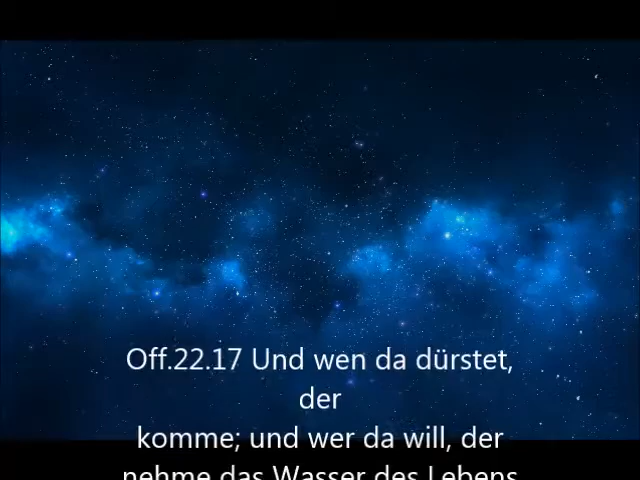 Off.22.17 Und wen da dürstet,
der
komme; und wer da will, der
nehme das Wasser des Lebens